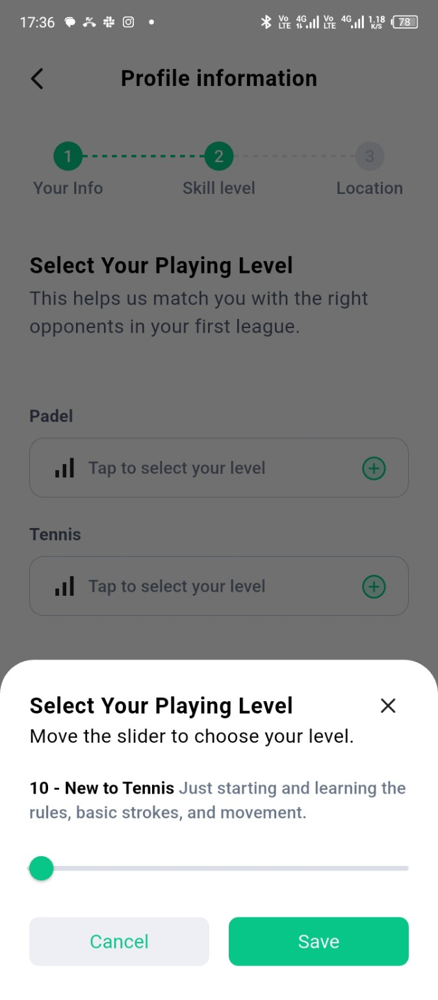 17:36
Vo LTE 4G Vo LTE 4G 1.18 K/S 78
Profile information
1 2 3
Your Info Skill level Location
Select Your Playing Level
This helps us match you with the right
opponents in your first league.
Padel
Tap to select your level
Tennis
Tap to select your level
Select Your Playing Level
Move the slider to choose your level.
10 - New to Tennis Just starting and learning the
rules, basic strokes, and movement.
Cancel Save